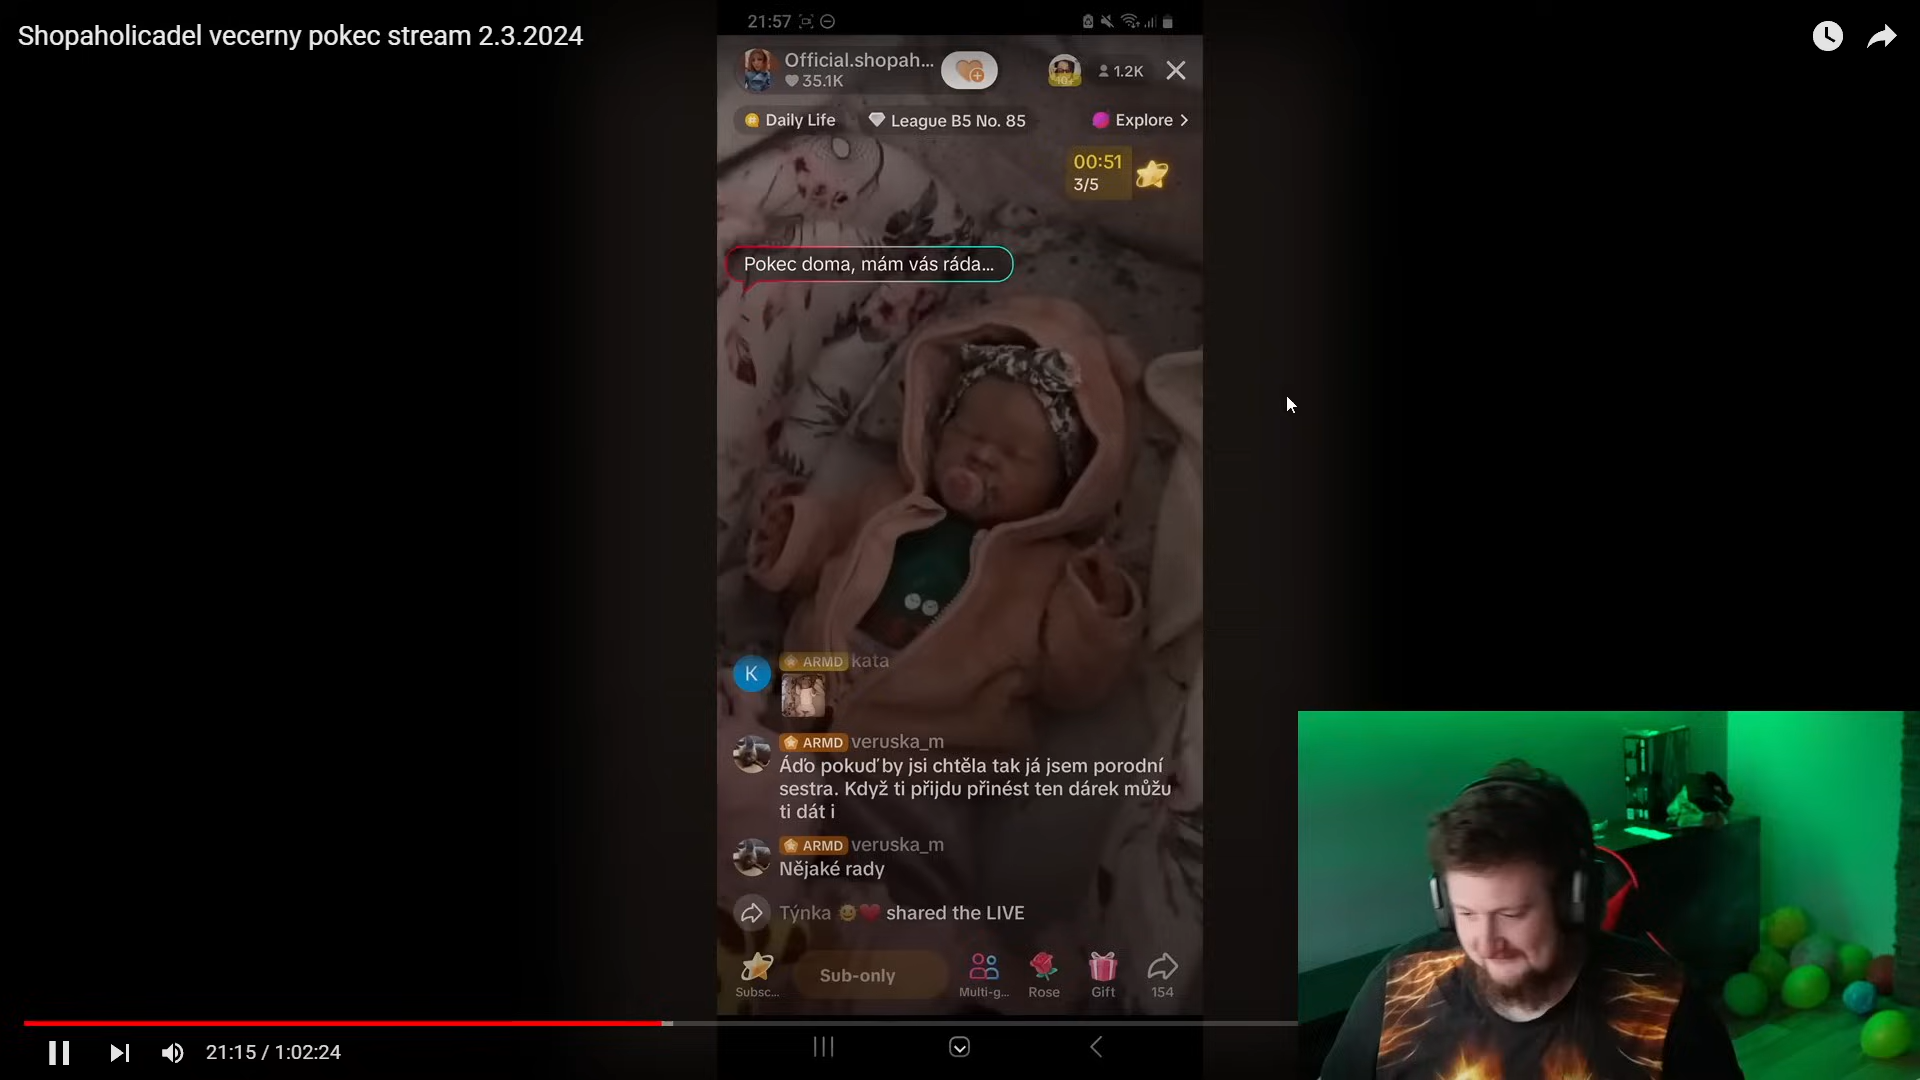 Shopaholicadel vecerny pokec stream 2.3.2024
21:57
Official.shopah...
35.1K
1.2K
Daily Life
League B5 No. 85
Explore
00:51
3/5
Pokec doma, mám vás ráda...
K
ARMD kata
ARMD veruska_m
Áďo pokuď by jsi chtěla tak já jsem porodní
sestra. Když ti přijdu přinést ten dárek můžu
ti dát i
ARMD veruska_m
Nějaké rady
Týnka 🌞❤️ shared the LIVE
Subsc...
Sub-only
Multi-g...
Rose
Gift
154
21:15 / 1:02:24